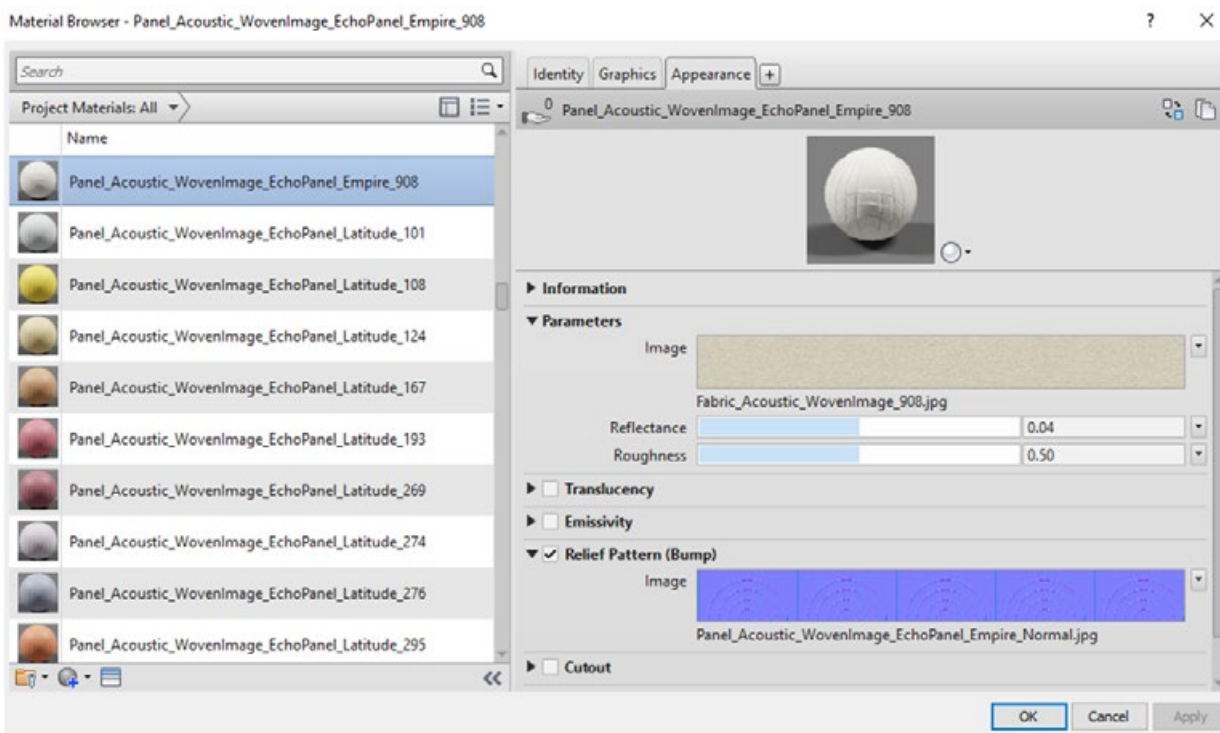 Material Browser - Panel_Acoustic_WovenImage_EchoPanel_Empire_908
?
Search
Project Materials: All
Name
Panel_Acoustic_WovenImage_EchoPanel_Empire_908
Panel_Acoustic_WovenImage_EchoPanel_Latitude_101
Panel_Acoustic_WovenImage_EchoPanel_Latitude_108
Panel_Acoustic_WovenImage_EchoPanel_Latitude_124
Panel_Acoustic_WovenImage_EchoPanel_Latitude_167
Panel_Acoustic_WovenImage_EchoPanel_Latitude_193
Panel_Acoustic_WovenImage_EchoPanel_Latitude_269
Panel_Acoustic_WovenImage_EchoPanel_Latitude_274
Panel_Acoustic_WovenImage_EchoPanel_Latitude_276
Panel_Acoustic_WovenImage_EchoPanel_Latitude_295
Identity Graphics Appearance +
0 Panel_Acoustic_WovenImage_EchoPanel_Empire_908
Information
Parameters
Image
Fabric_Acoustic_WovenImage_908.jpg
Reflectance 0.04
Roughness 0.50
Translucency
Emissivity
Relief Pattern (Bump)
Image
Panel_Acoustic_WovenImage_EchoPanel_Empire_Normal.jpg
Cutout
OK Cancel Apply